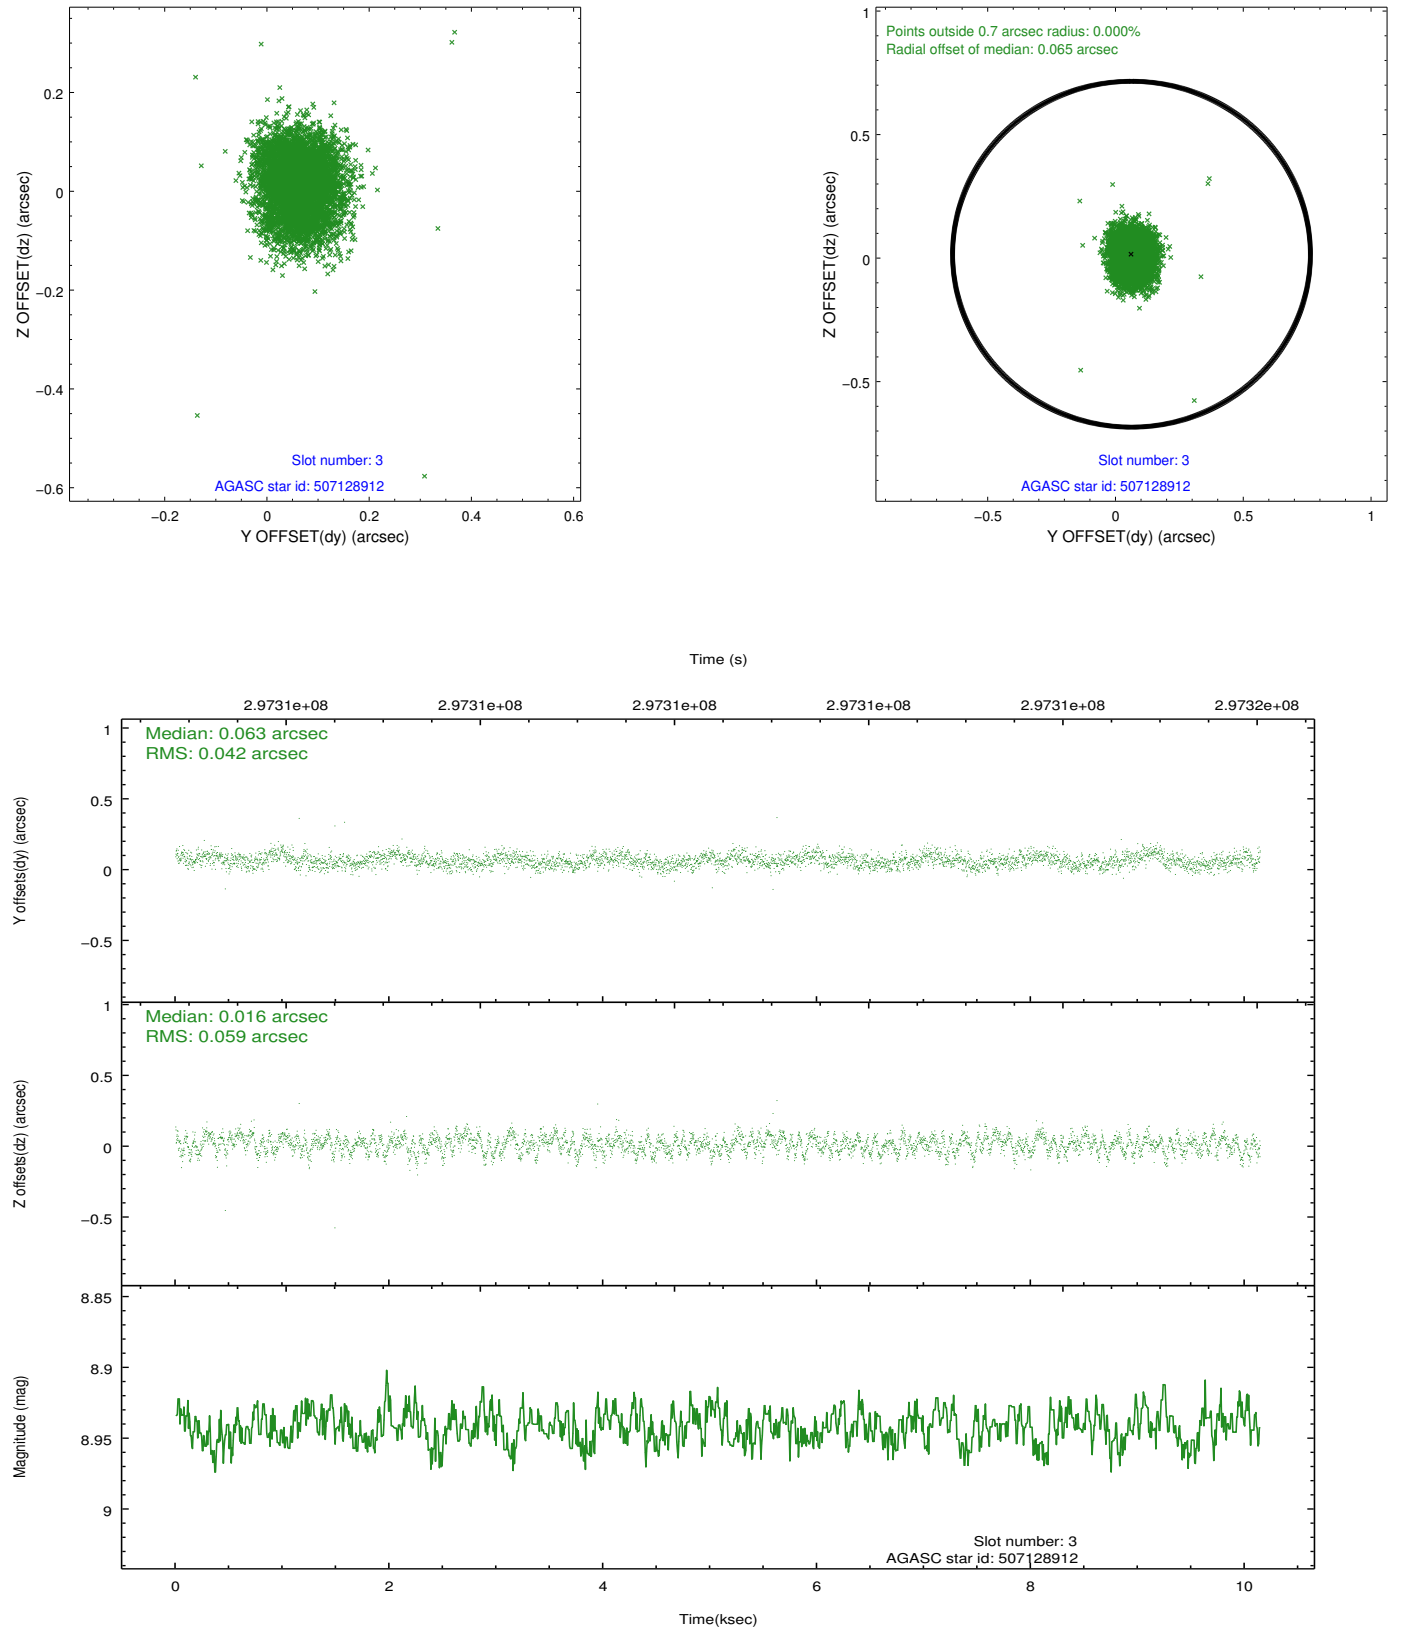 0.2
0
−0.2
−0.4
−0.6
Z OFFSET(dz) (arcsec)
Slot number: 3
AGASC star id: 507128912
−0.2 0 0.2 0.4 0.6
Y OFFSET(dy) (arcsec)
Points outside 0.7 arcsec radius: 0.000%
Radial offset of median: 0.065 arcsec
1
0.5
0
−0.5
Z OFFSET(dz) (arcsec)
Slot number: 3
AGASC star id: 507128912
−0.5 0 0.5 1
Y OFFSET(dy) (arcsec)
Time (s)
2.9731e+08 2.9731e+08 2.9731e+08 2.9731e+08 2.9731e+08 2.9732e+08
Median: 0.063 arcsec
RMS: 0.042 arcsec
1
0.5
0
−0.5
Y offsets(dy) (arcsec)
Median: 0.016 arcsec
RMS: 0.059 arcsec
1
0.5
0
−0.5
Z offsets(dz) (arcsec)
8.85
8.9
8.95
9
Magnitude (mag)
Slot number: 3
AGASC star id: 507128912
0 2 4 6 8 10
Time(ksec)